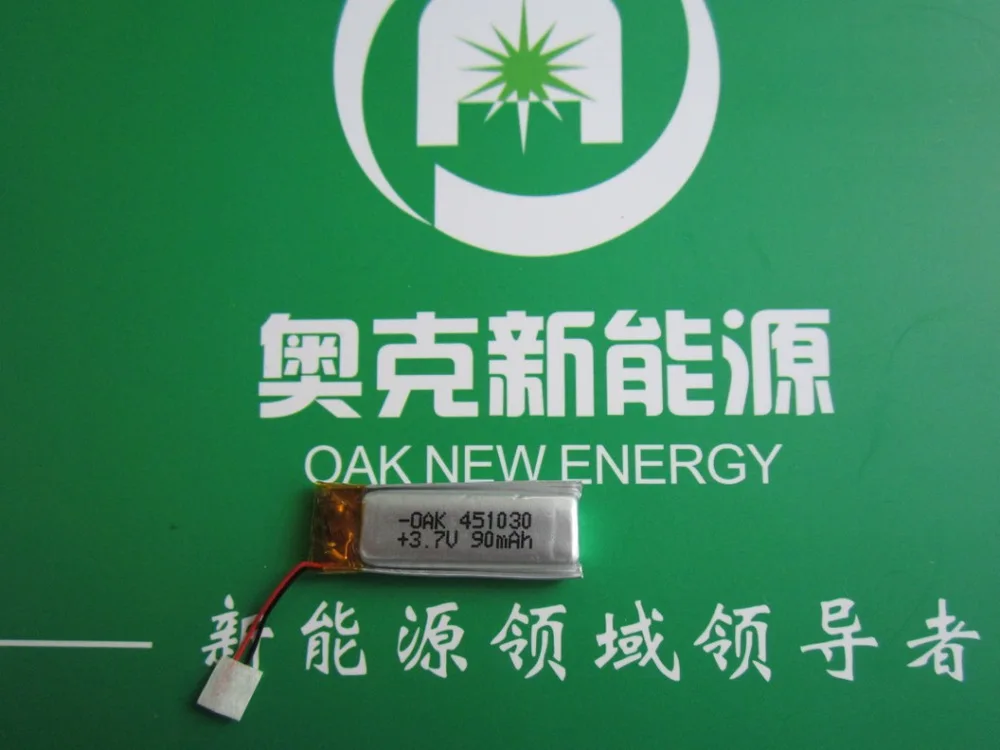 奥克新能源
OAK NEW ENERGY
-OAK 451030
+3.7V 90mAh
新能源领域领导者